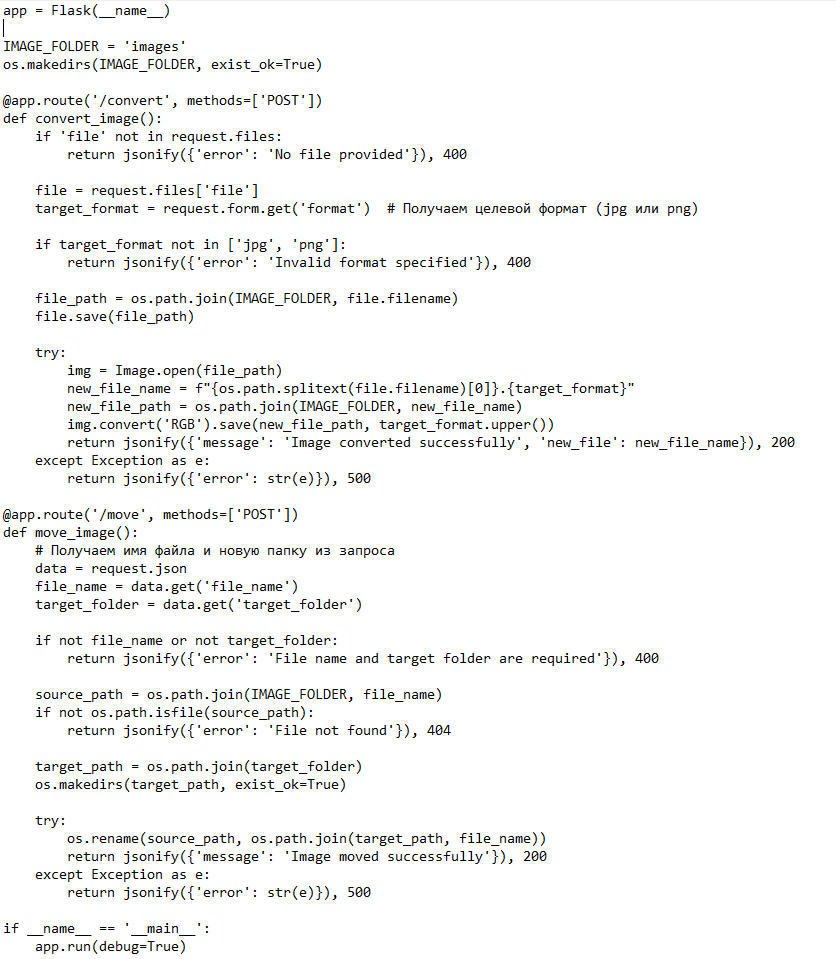 app = Flask(__name__)
IMAGE_FOLDER = 'images'
os.makedirs(IMAGE_FOLDER, exist_ok=True)
@app.route('/convert', methods=['POST'])
def convert_image():
    if 'file' not in request.files:
        return jsonify({'error': 'No file provided'}), 400
    file = request.files['file']
    target_format = request.form.get('format')  # Получаем целевой формат (jpg или png)
    if target_format not in ['jpg', 'png']:
        return jsonify({'error': 'Invalid format specified'}), 400
    file_path = os.path.join(IMAGE_FOLDER, file.filename)
    file.save(file_path)
    try:
        img = Image.open(file_path)
        new_file_name = f"{os.path.splitext(file.filename)[0]}.{target_format}"
        new_file_path = os.path.join(IMAGE_FOLDER, new_file_name)
        img.convert('RGB').save(new_file_path, target_format.upper())
        return jsonify({'message': 'Image converted successfully', 'new_file': new_file_name}), 200
    except Exception as e:
        return jsonify({'error': str(e)}), 500
@app.route('/move', methods=['POST'])
def move_image():
    # Получаем имя файла и новую папку из запроса
    data = request.json
    file_name = data.get('file_name')
    target_folder = data.get('target_folder')
    if not file_name or not target_folder:
        return jsonify({'error': 'File name and target folder are required'}), 400
    source_path = os.path.join(IMAGE_FOLDER, file_name)
    if not os.path.isfile(source_path):
        return jsonify({'error': 'File not found'}), 404
    target_path = os.path.join(target_folder)
    os.makedirs(target_path, exist_ok=True)
    try:
        os.rename(source_path, os.path.join(target_path, file_name))
        return jsonify({'message': 'Image moved successfully'}), 200
    except Exception as e:
        return jsonify({'error': str(e)}), 500
if __name__ == '__main__':
    app.run(debug=True)